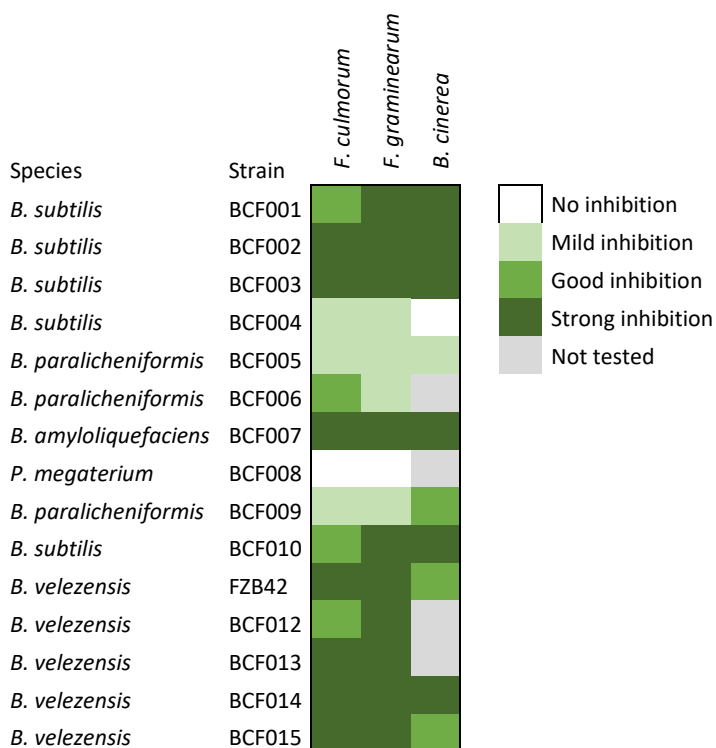 F. culmorum
F. graminearum
B. cinerea
Species Strain
B. subtilis BCF001
B. subtilis BCF002
B. subtilis BCF003
B. subtilis BCF004
B. paralicheniformis BCF005
B. paralicheniformis BCF006
B. amyloliquefaciens BCF007
P. megaterium BCF008
B. paralicheniformis BCF009
B. subtilis BCF010
B. velezensis FZB42
B. velezensis BCF012
B. velezensis BCF013
B. velezensis BCF014
B. velezensis BCF015
No inhibition
Mild inhibition
Good inhibition
Strong inhibition
Not tested